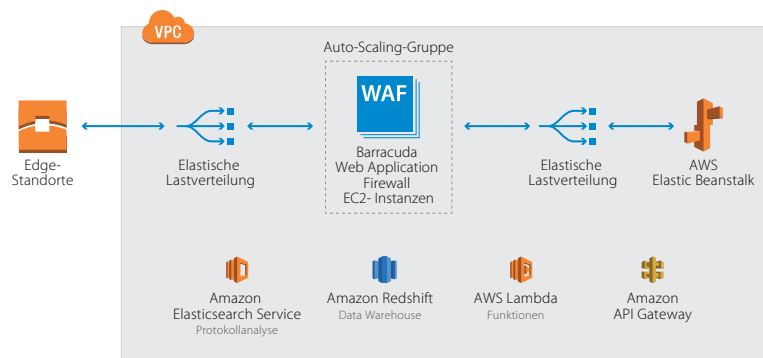 VPC
Auto-Scaling-Gruppe
WAF
Edge-
Standorte
Elastische
Lastverteilung
Barracuda
Web Application
Firewall
EC2- Instanzen
Elastische
Lastverteilung
AWS
Elastic Beanstalk
Amazon
Elasticsearch Service
Protokollanalyse
Amazon Redshift
Data Warehouse
AWS Lambda
Funktionen
Amazon
API Gateway